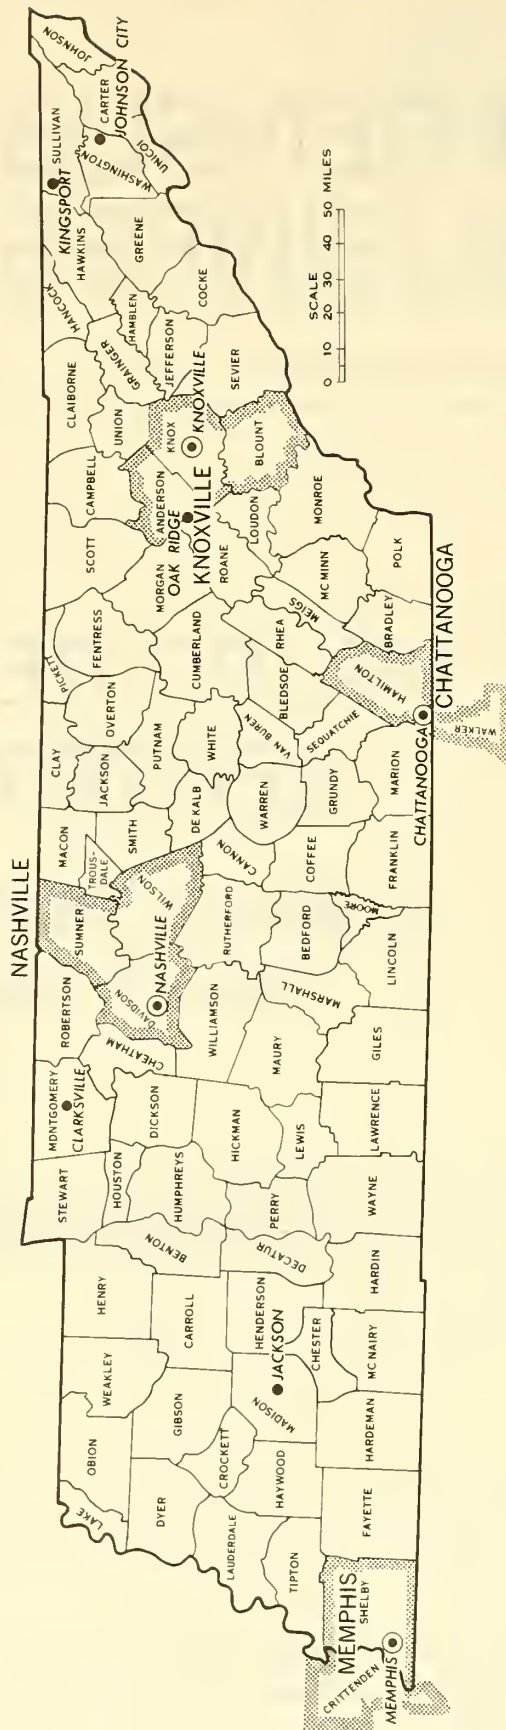 NASHVILLE
STEWART
MDNTGOMERY
CLARKSVILLE
ROBERTSON
SUMNER
MACON
TROUS-
DALE
CLAY
PICKETT
JACKSON
OVERTON
FENTRESS
SCOTT
CAMPBELL
CLAIBORNE
HANCOCK
HAWKINS
KINGSPORT
SULLIVAN
JOHNSON
CARTER
JOHNSON CITY
WASHINGTON
UNICOI
GREENE
HAMBLEN
GRAINGER
UNION
JEFFERSON
COCKE
SEVIER
KNOX
KNOXVILLE
ANDERSON
OAK RIDGE
KNOXVILLE
BLOUNT
MORGAN
ROANE
LOUDON
MONROE
CUMBERLAND
PUTNAM
WHITE
SMITH
DE KALB
WILSON
DAVIDSON
NASHVILLE
CHEATHAM
DICKSON
HOUSTON
HUMPHREYS
BENTON
HENRY
WEAKLEY
OBION
LAKE
DYER
GIBSON
CARROLL
CROCKETT
LAUDERDALE
HAYWOOD
MADISON
JACKSON
HENDERSON
DECATUR
PERRY
HICKMAN
LEWIS
WILLIAMSON
MAURY
RUTHERFORD
CANNON
WARREN
VAN BUREN
BLEDSOE
RHEA
MEIGS
MC MINN
POLK
BRADLEY
HAMILTON
SEQUATCHIE
GRUNDY
COFFEE
BEDFORD
MARSHALL
MOORE
TIPTON
FAYETTE
HARDEMAN
CHESTER
MC NAIRY
HARDIN
WAYNE
LAWRENCE
GILES
LINCOLN
FRANKLIN
MARION
CHATTANOOGA
CHATTANOOGA
WALKER
MEMPHIS
SHELBY
CRITTENDEN
MEMPHIS
SCALE
0 10 20 30 40 50 MILES